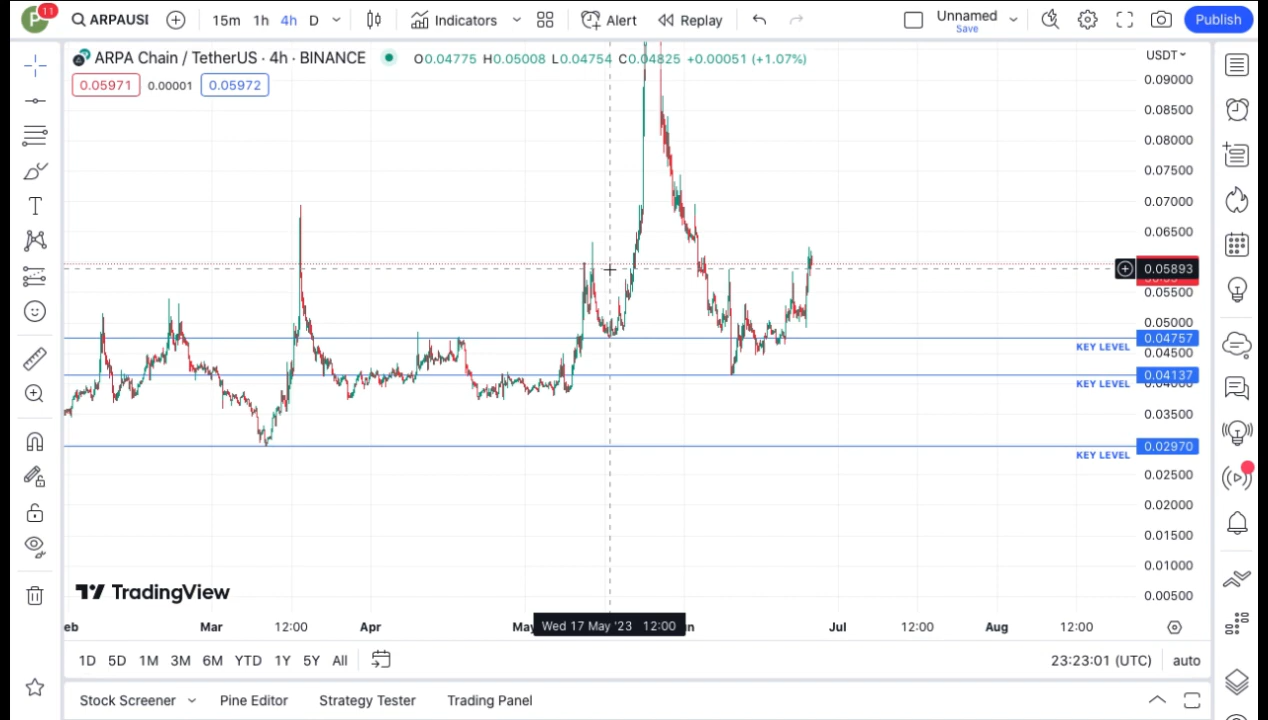 P 11 ARPAUSI 15m 1h 4h D Indicators Alert Replay Unnamed Save Publish
ARPA Chain / TetherUS · 4h · BINANCE O0.04775 H0.05008 L0.04754 C0.04825 +0.00051 (+1.07%) USDT
0.05971 0.00001 0.05972
0.09000
0.08500
0.08000
0.07500
0.07000
0.06500
0.05893
0.05500
0.05000
0.04757
KEY LEVEL
0.04500
0.04137
KEY LEVEL
0.03500
0.02970
KEY LEVEL
0.02500
0.02000
0.01500
0.01000
0.00500
TradingView
eb Mar 12:00 Apr May Wed 17 May '23 12:00 Jul 12:00 Aug 12:00
1D 5D 1M 3M 6M YTD 1Y 5Y All 23:23:01 (UTC) auto
Stock Screener Pine Editor Strategy Tester Trading Panel